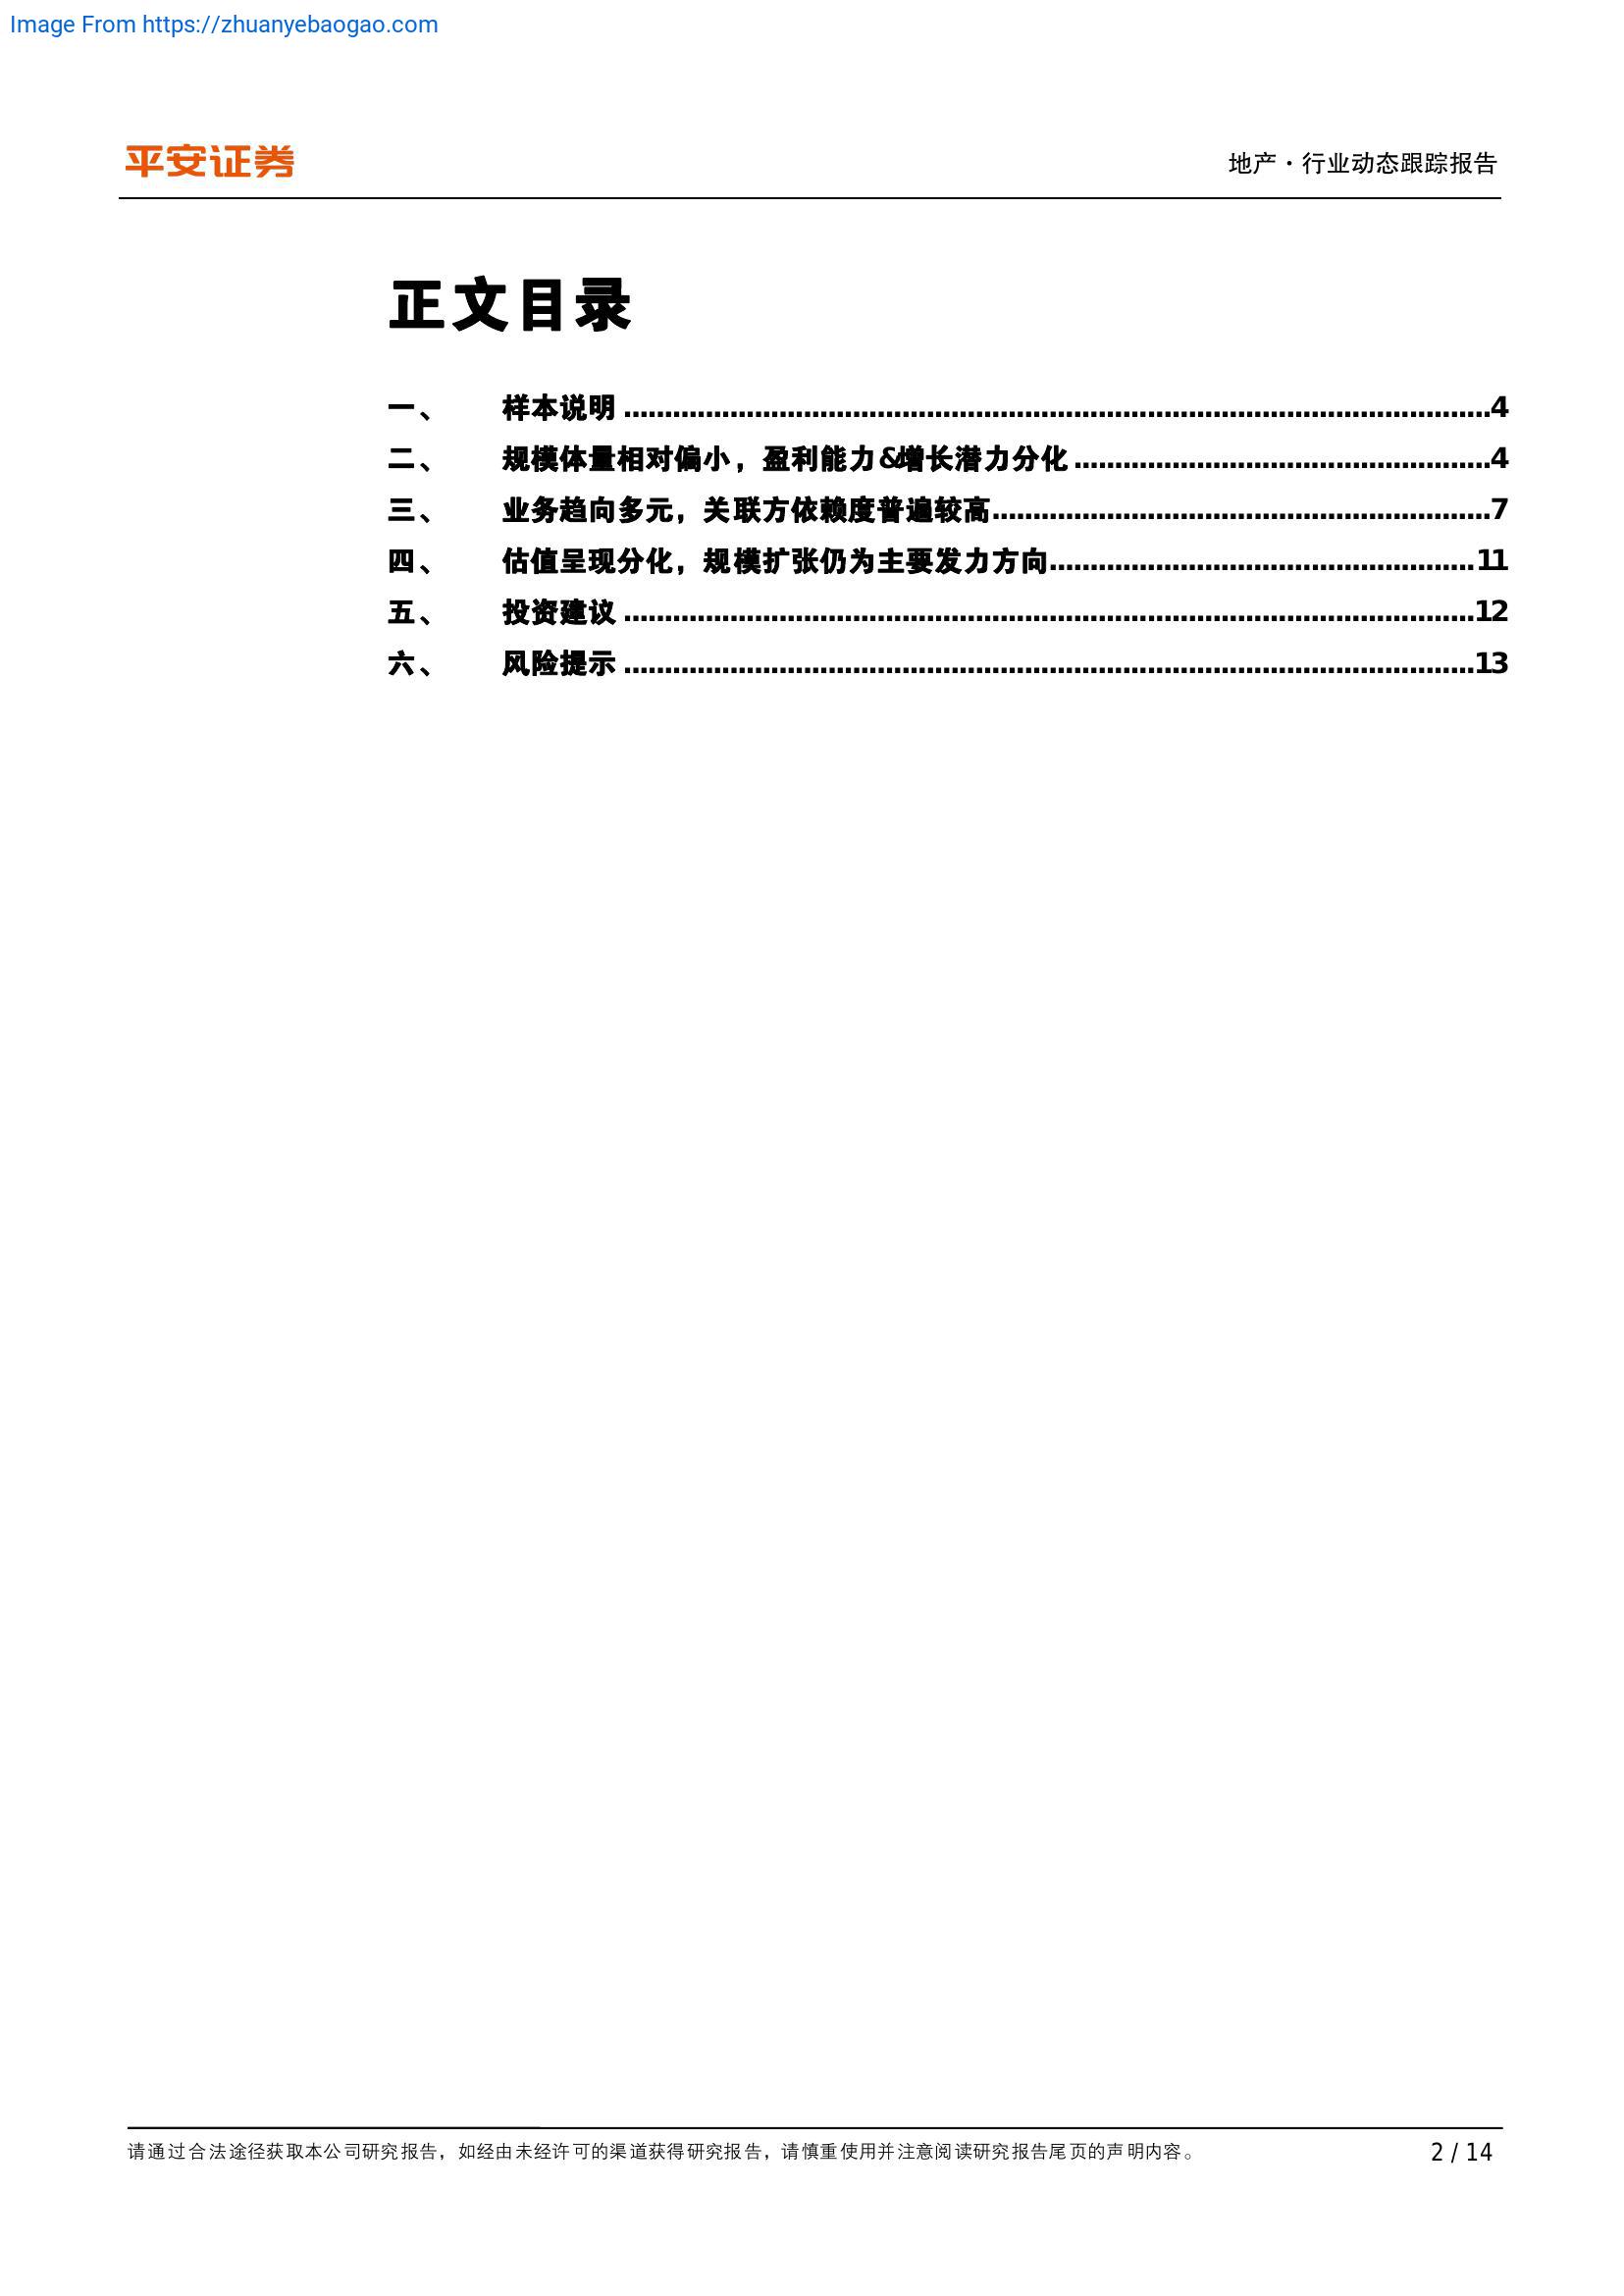 Image From https://zhuanyebaogao.com
平安证券
地产·行业动态跟踪报告
正文目录
一、 样本说明 ........................................................................................................4
二、 规模体量相对偏小，盈利能力&增长潜力分化 ..................................................4
三、 业务趋向多元，关联方依赖度普遍较高............................................................7
四、 估值呈现分化，规模扩张仍为主要发力方向...................................................11
五、 投资建议 ......................................................................................................12
六、 风险提示 ......................................................................................................13
请通过合法途径获取本公司研究报告，如经由未经许可的渠道获得研究报告，请慎重使用并注意阅读研究报告尾页的声明内容。
2 / 14